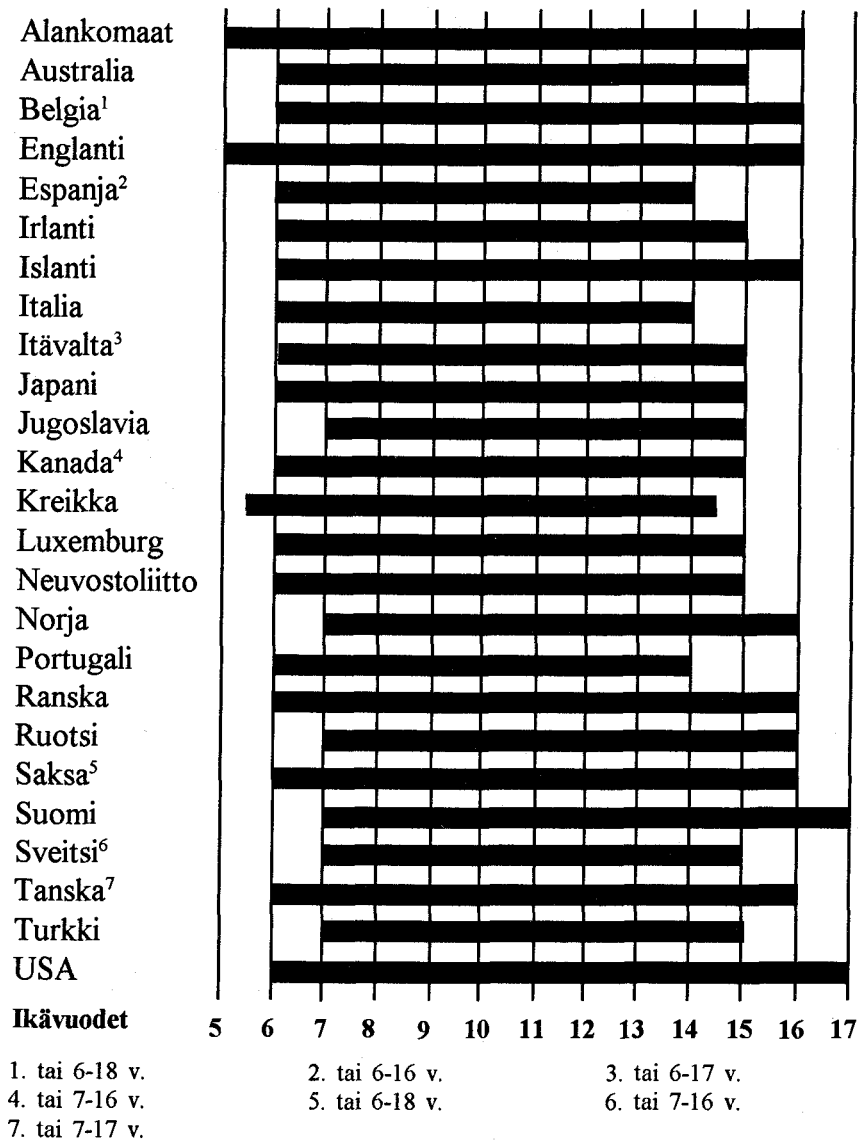 Alankomaat
Australia
Belgia¹
Englanti
Espanja²
Irlanti
Islanti
Italia
Itävalta³
Japani
Jugoslavia
Kanada⁴
Kreikka
Luxemburg
Neuvostoliitto
Norja
Portugali
Ranska
Ruotsi
Saksa⁵
Suomi
Sveitsi⁶
Tanska⁷
Turkki
USA
Ikävuodet 5 6 7 8 9 10 11 12 13 14 15 16 17
1. tai 6-18 v. 2. tai 6-16 v. 3. tai 6-17 v.
4. tai 7-16 v. 5. tai 6-18 v. 6. tai 7-16 v.
7. tai 7-17 v.